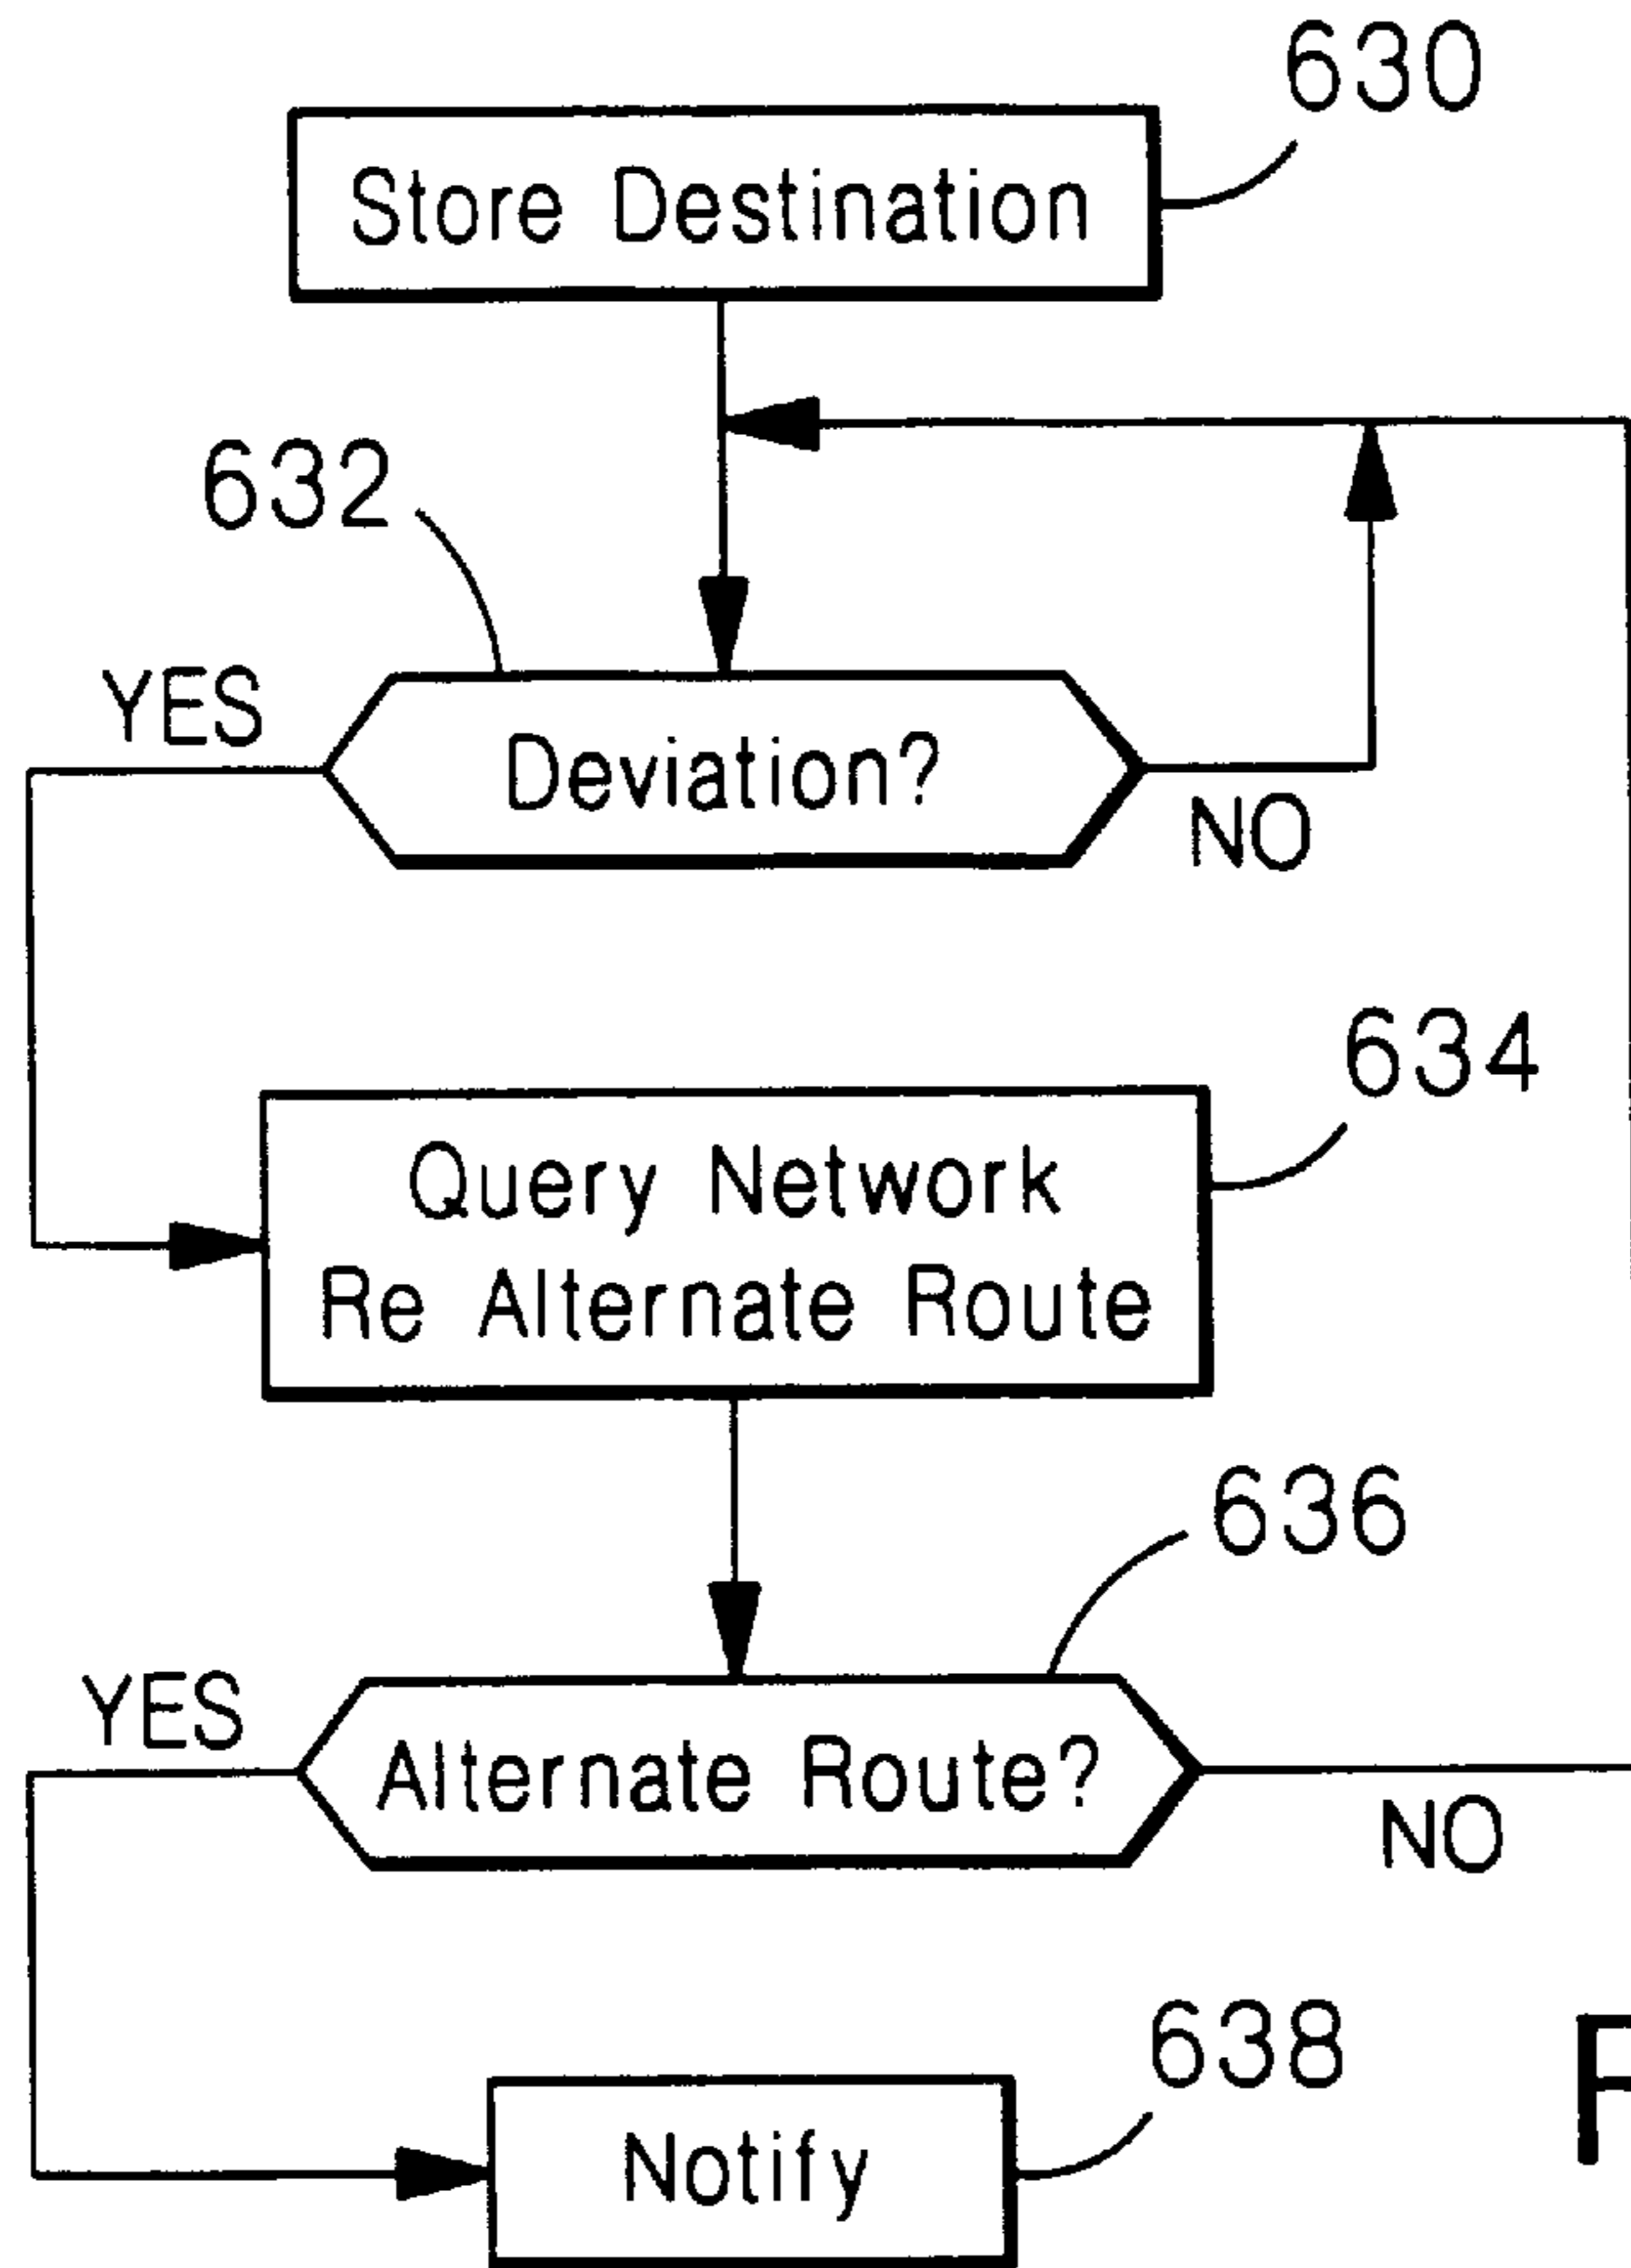 630
Store Destination
632
YES
Deviation?
NO
634
Query Network
Re Alternate Route
636
YES
Alternate Route?
NO
638
Notify
F